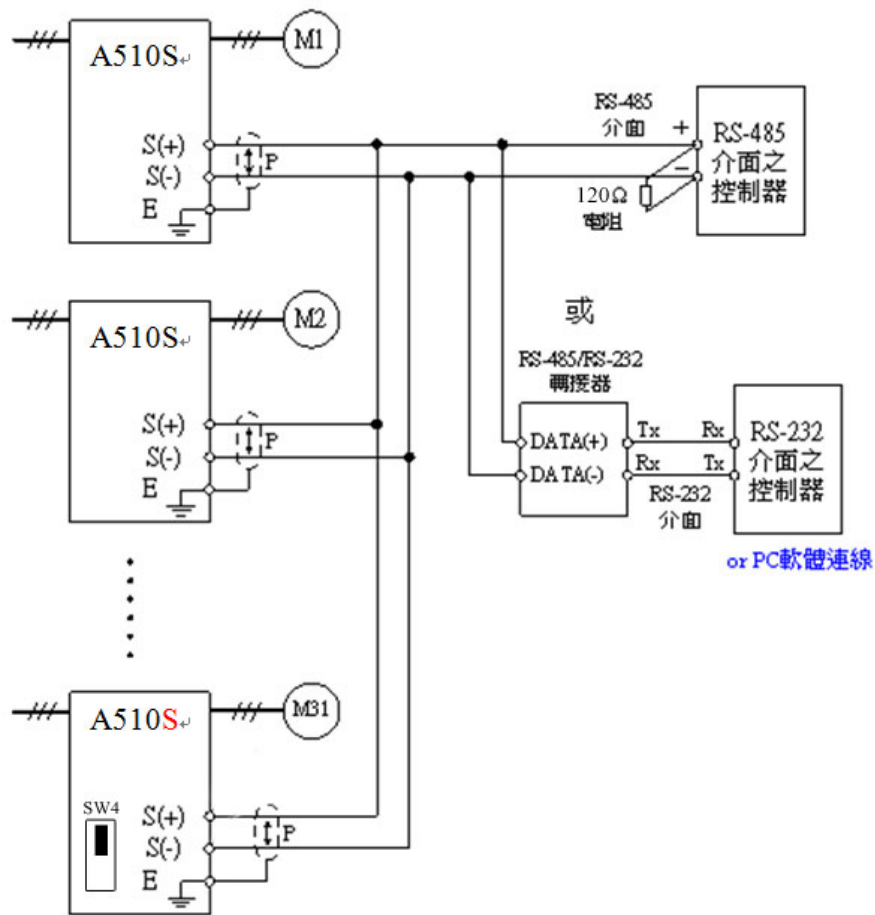 A510S
M1
S(+)
S(-)
E
P
RS-485
介面
+
−
120Ω
電阻
RS-485
介面之
控制器
A510S
M2
S(+)
S(-)
E
P
或
RS-485/RS-232
轉接器
DATA(+)
DATA(-)
Tx
Rx
Rx
Tx
RS-232
介面
RS-232
介面之
控制器
or PC軟體連線
A510S
M31
SW4
S(+)
S(-)
E
P